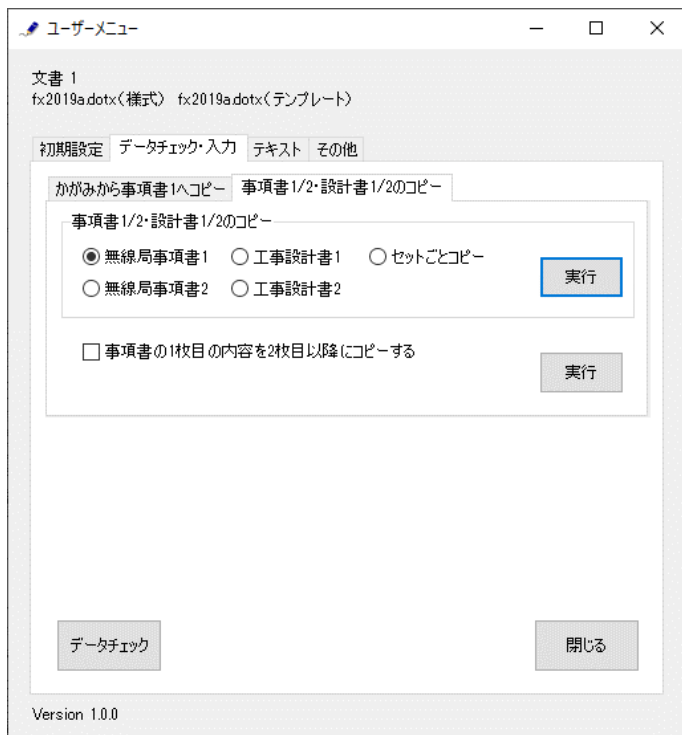 ユーザーメニュー
文書 1
fx2019a.dotx(様式) fx2019a.dotx(テンプレート)
初期設定 データチェック・入力 テキスト その他
かがみから事項書1へコピー 事項書1/2・設計書1/2のコピー
事項書1/2・設計書1/2のコピー
無線局事項書1 工事設計書1 セットごとコピー
実行
無線局事項書2 工事設計書2
事項書の1枚目の内容を2枚目以降にコピーする
実行
データチェック 閉じる
Version 1.0.0